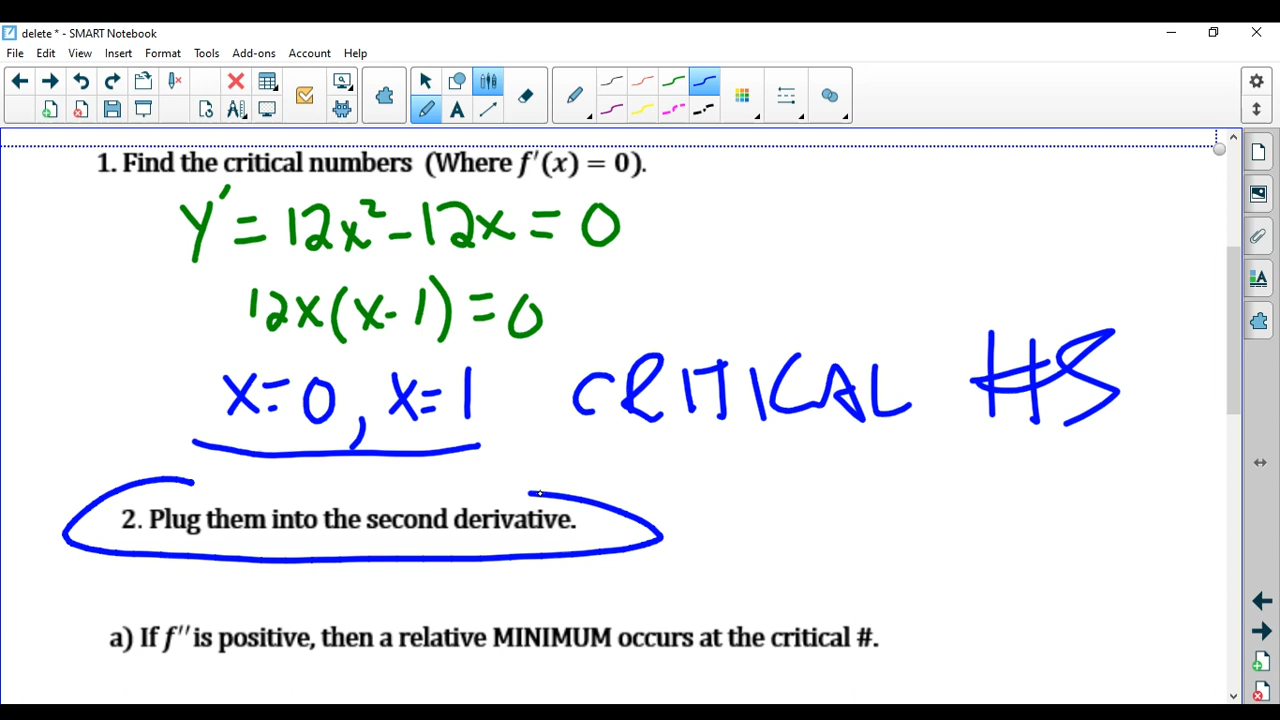 delete * - SMART Notebook
File Edit View Insert Format Tools Add-ons Account Help
1. Find the critical numbers (Where f′(x) = 0).
y′ = 12x² - 12x = 0
12x(x-1) = 0
x=0, x=1 CRITICAL #S
2. Plug them into the second derivative.
a) If f′′ is positive, then a relative MINIMUM occurs at the critical #.